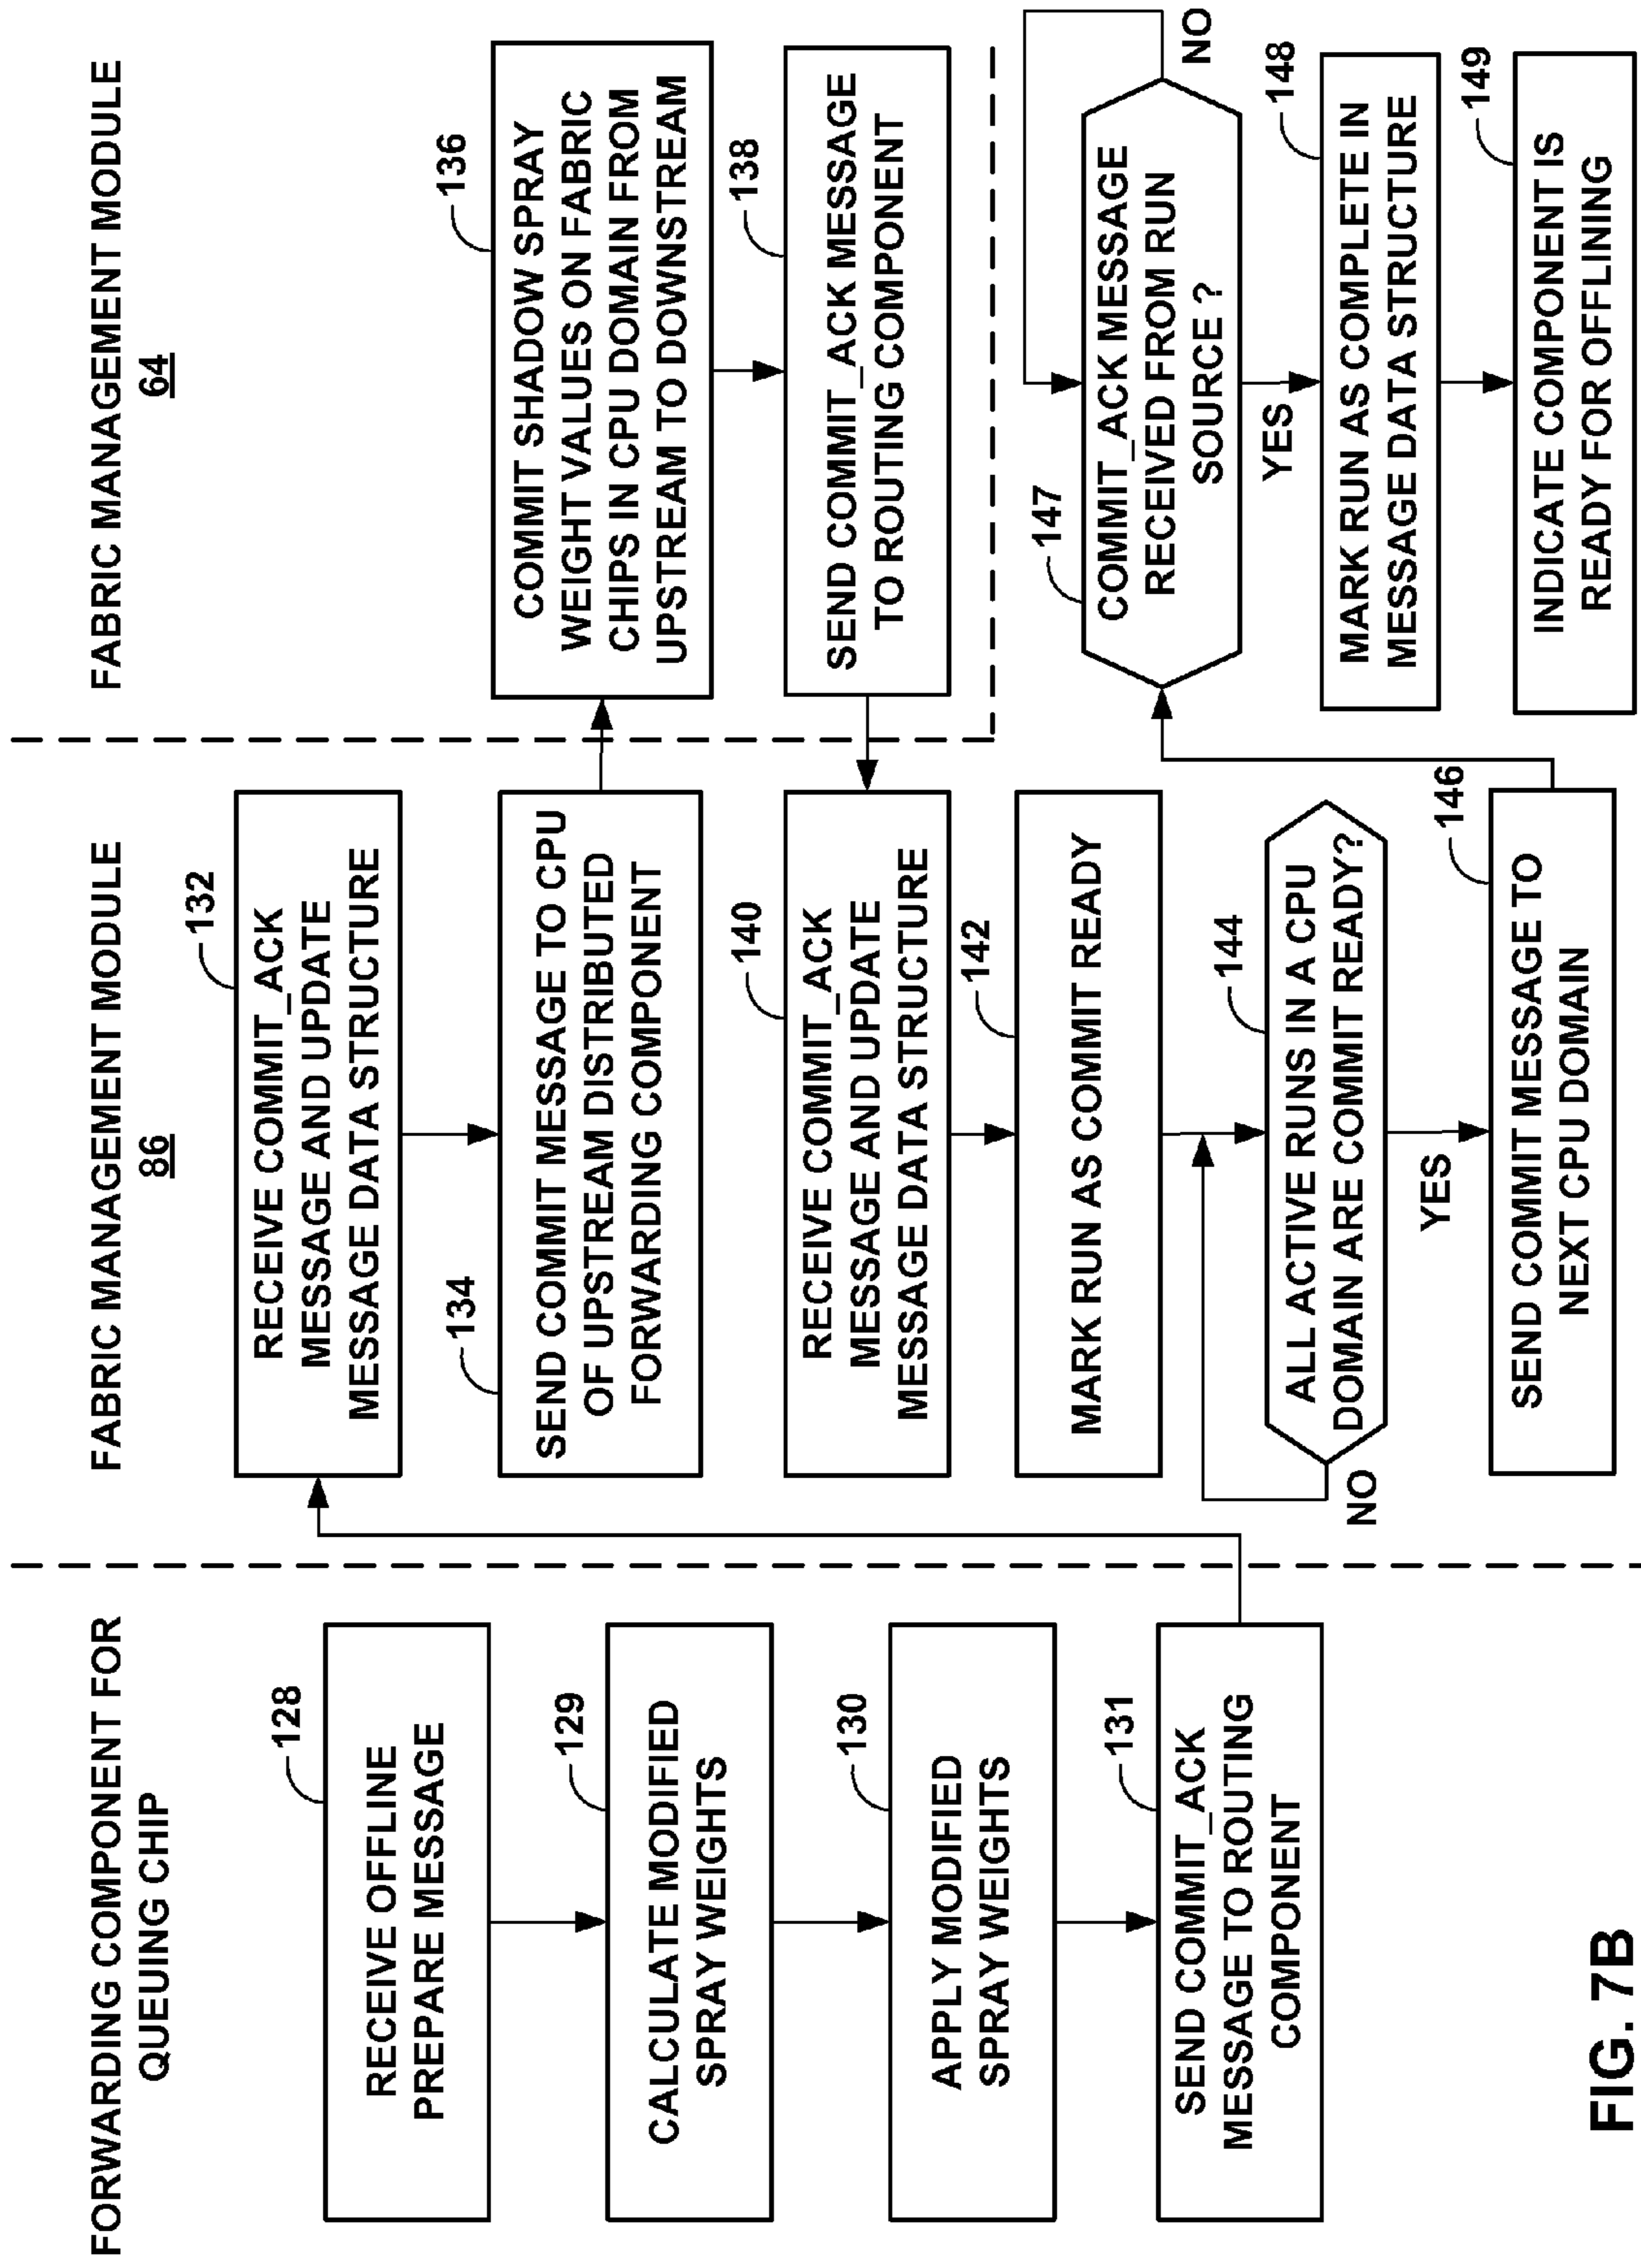 FORWARDING COMPONENT FOR
QUEUING CHIP
128
RECEIVE OFFLINE
PREPARE MESSAGE
129
CALCULATE MODIFIED
SPRAY WEIGHTS
130
APPLY MODIFIED
SPRAY WEIGHTS
131
SEND COMMIT_ACK
MESSAGE TO ROUTING
COMPONENT
FABRIC MANAGEMENT MODULE
86
132
RECEIVE COMMIT_ACK
MESSAGE AND UPDATE
MESSAGE DATA STRUCTURE
134
SEND COMMIT MESSAGE TO CPU
OF UPSTREAM DISTRIBUTED
FORWARDING COMPONENT
140
RECEIVE COMMIT_ACK
MESSAGE AND UPDATE
MESSAGE DATA STRUCTURE
142
MARK RUN AS COMMIT READY
144
ALL ACTIVE RUNS IN A CPU
DOMAIN ARE COMMIT READY?
NO
YES
146
SEND COMMIT MESSAGE TO
NEXT CPU DOMAIN
FABRIC MANAGEMENT MODULE
64
136
COMMIT SHADOW SPRAY
WEIGHT VALUES ON FABRIC
CHIPS IN CPU DOMAIN FROM
UPSTREAM TO DOWNSTREAM
138
SEND COMMIT_ACK MESSAGE
TO ROUTING COMPONENT
147
COMMIT_ACK MESSAGE
RECEIVED FROM RUN
SOURCE ?
NO
YES
148
MARK RUN AS COMPLETE IN
MESSAGE DATA STRUCTURE
149
INDICATE COMPONENT IS
READY FOR OFFLINING
FIG. 7B